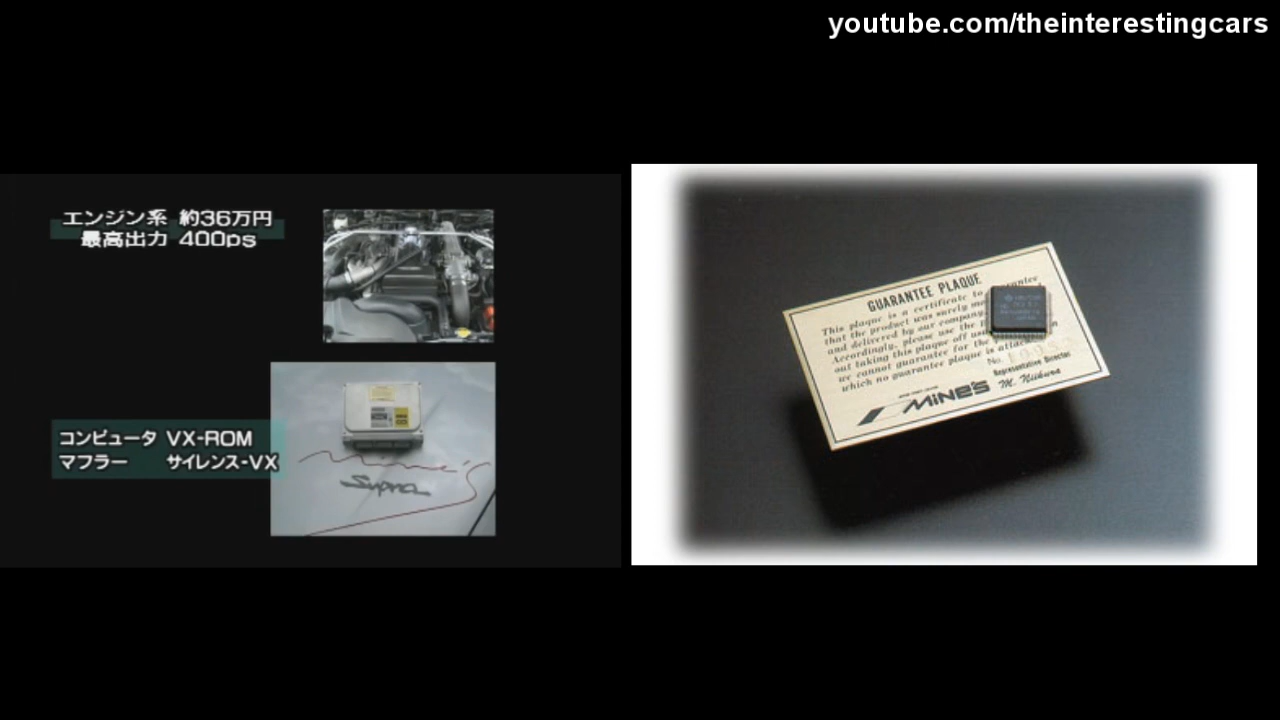 youtube.com/theinterestingcars
エンジン系 約36万円
最高出力 400ps
コンピュータ VX-ROM
マフラー サイレンス-VX
mine's
Supra
GUARANTEE PLAQUE
This plaque is a certificate to guarantee
that the product was surely
and delivered by our company.
Accordingly, please use the
out taking this plaque off
we cannot guarantee for the
which no guarantee plaque is
No.
Representative Director
MiNE'S M. Niikura